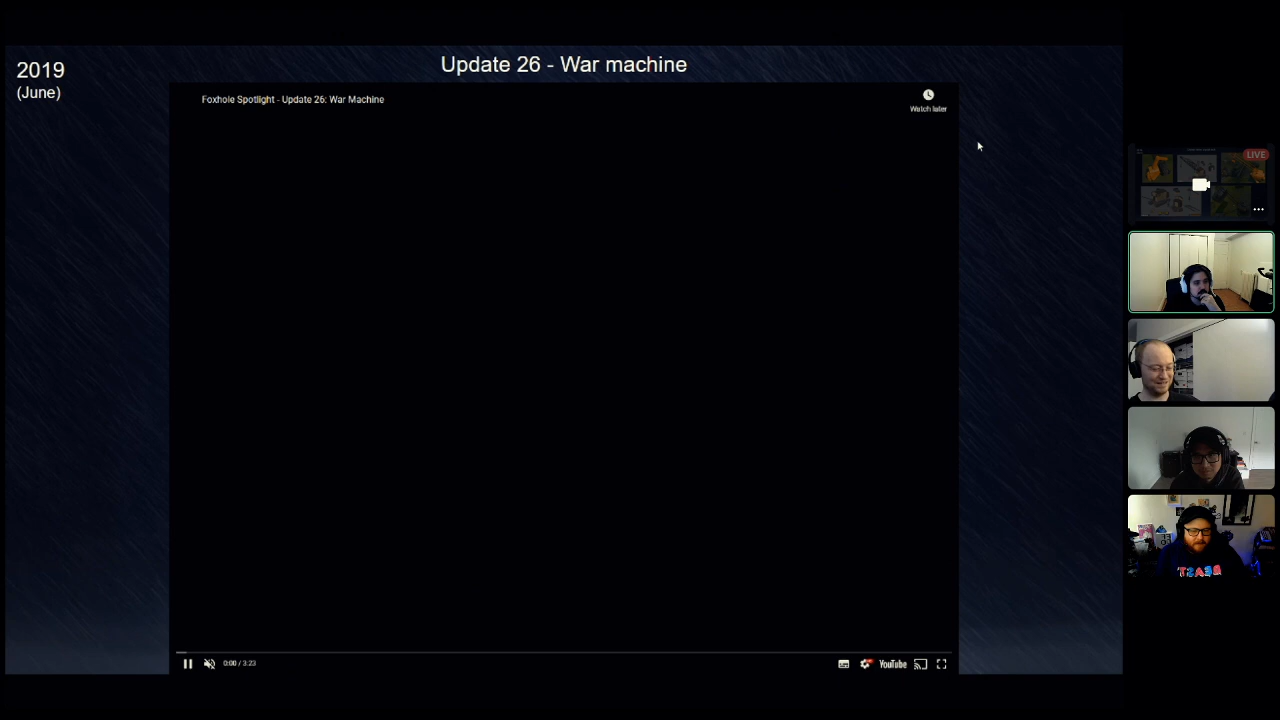 2019
(June)
Update 26 - War machine
Foxhole Spotlight - Update 26: War Machine
Watch later
0:00 / 3:23
YouTube
LIVE